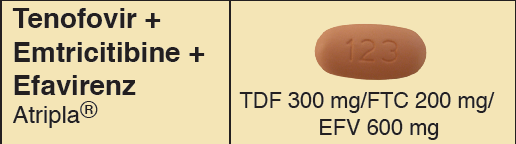 Tenofovir +
Emtricitibine +
Efavirenz
Atripla®
123
TDF 300 mg/FTC 200 mg/
EFV 600 mg